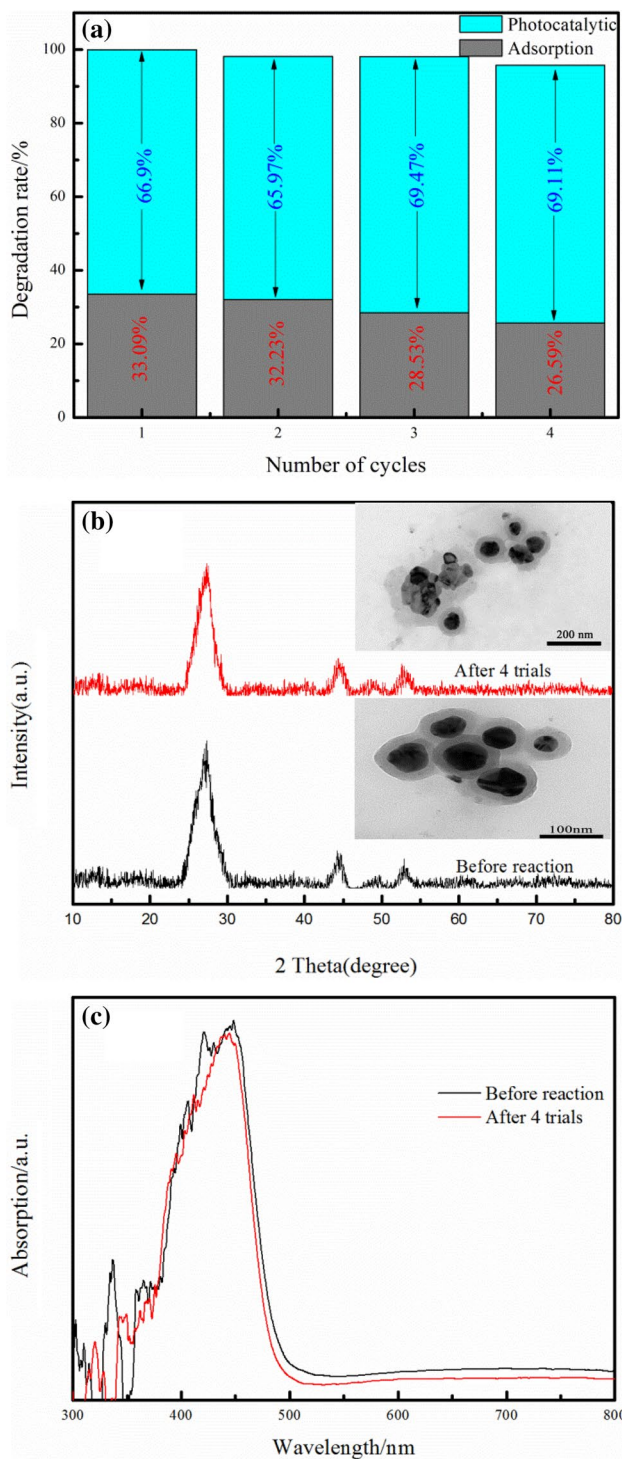 (a)
Photocatalytic
Adsorption
Degradation rate/%
100
80
60
40
20
0
66.9%
65.97%
69.47%
69.11%
33.09%
32.23%
28.53%
26.59%
1 2 3 4
Number of cycles
(b)
Intensity(a.u.)
200 nm
After 4 trials
100nm
Before reaction
10 20 30 40 50 60 70 80
2 Theta(degree)
(c)
Absorption/a.u.
Before reaction
After 4 trials
300 400 500 600 700 800
Wavelength/nm